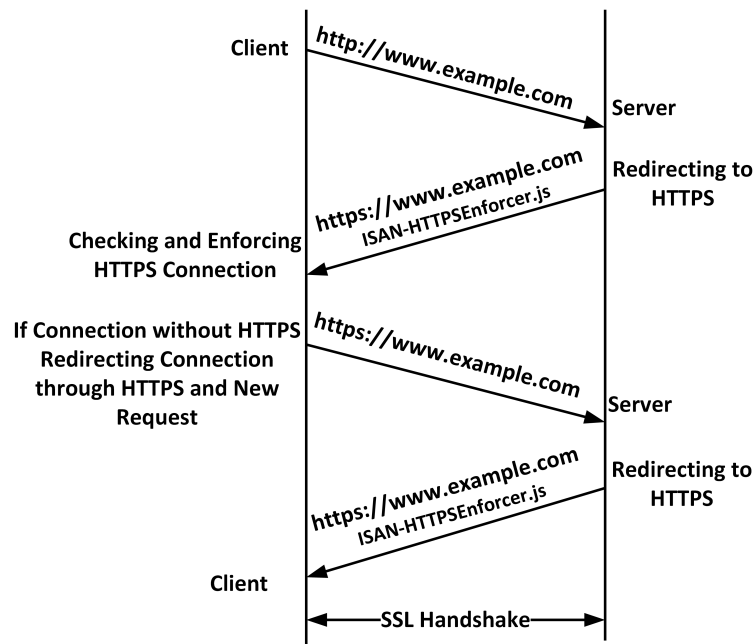 Client
http://www.example.com
Server
https://www.example.com
ISAN-HTTPSEnforcer.js
Redirecting to
HTTPS
Checking and Enforcing
HTTPS Connection
If Connection without HTTPS
Redirecting Connection
through HTTPS and New
Request
https://www.example.com
Server
https://www.example.com
ISAN-HTTPSEnforcer.js
Redirecting to
HTTPS
Client
SSL Handshake